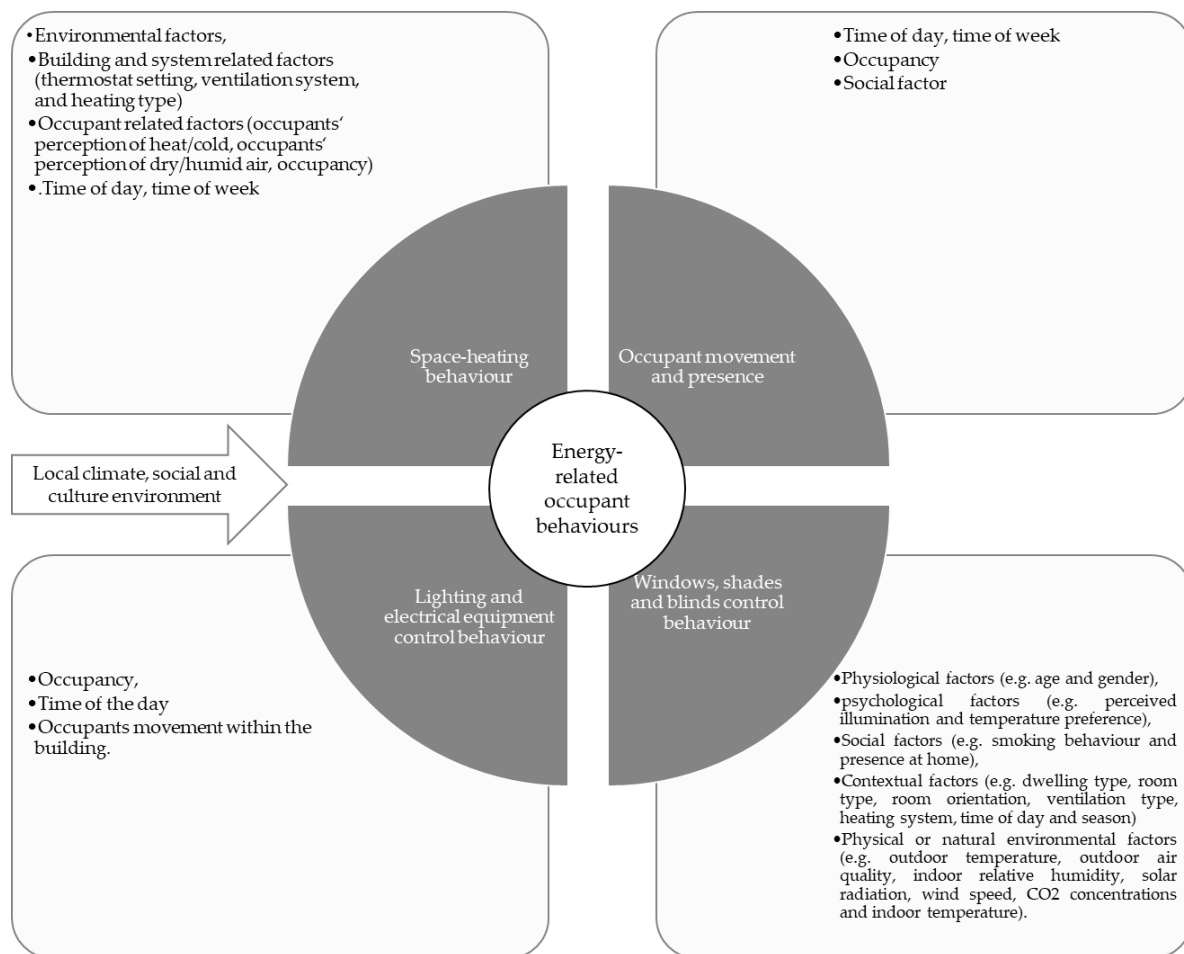 •Environmental factors,
•Building and system related factors
(thermostat setting, ventilation system,
and heating type)
•Occupant related factors (occupants‘
perception of heat/cold, occupants‘
perception of dry/humid air, occupancy)
•.Time of day, time of week
•Time of day, time of week
•Occupancy
•Social factor
Space-heating
behaviour
Occupant movement
and presence
Local climate, social and
culture environment
Energy-
related
occupant
behaviours
Lighting and
electrical equipment
control behaviour
Windows, shades
and blinds control
behaviour
•Occupancy,
•Time of the day
•Occupants movement within the
building.
•Physiological factors (e.g. age and gender),
•psychological factors (e.g. perceived
illumination and temperature preference),
•Social factors (e.g. smoking behaviour and
presence at home),
•Contextual factors (e.g. dwelling type, room
type, room orientation, ventilation type,
heating system, time of day and season)
•Physical or natural environmental factors
(e.g. outdoor temperature, outdoor air
quality, indoor relative humidity, solar
radiation, wind speed, CO2 concentrations
and indoor temperature).